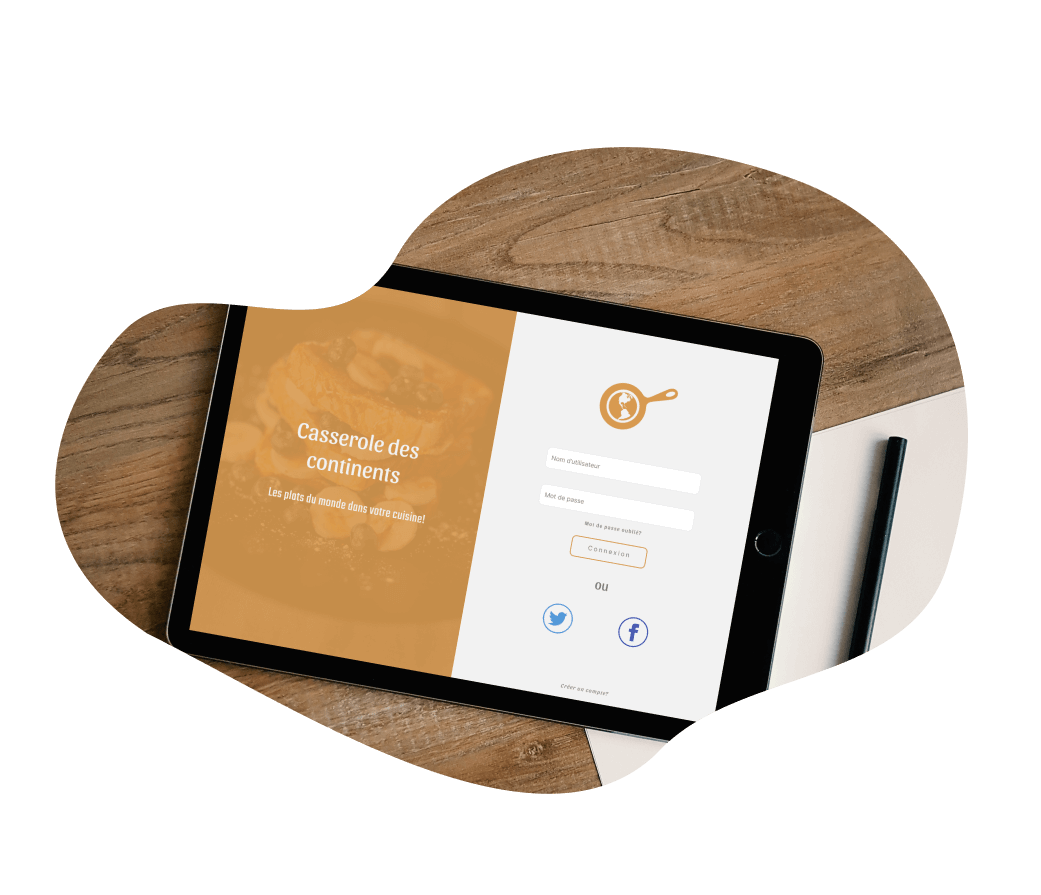 Casserole des
continents
Les plats du monde dans votre cuisine!
Nom d'utilisateur
Mot de passe
Mot de passe oublié?
Connexion
ou
Créer un compte?